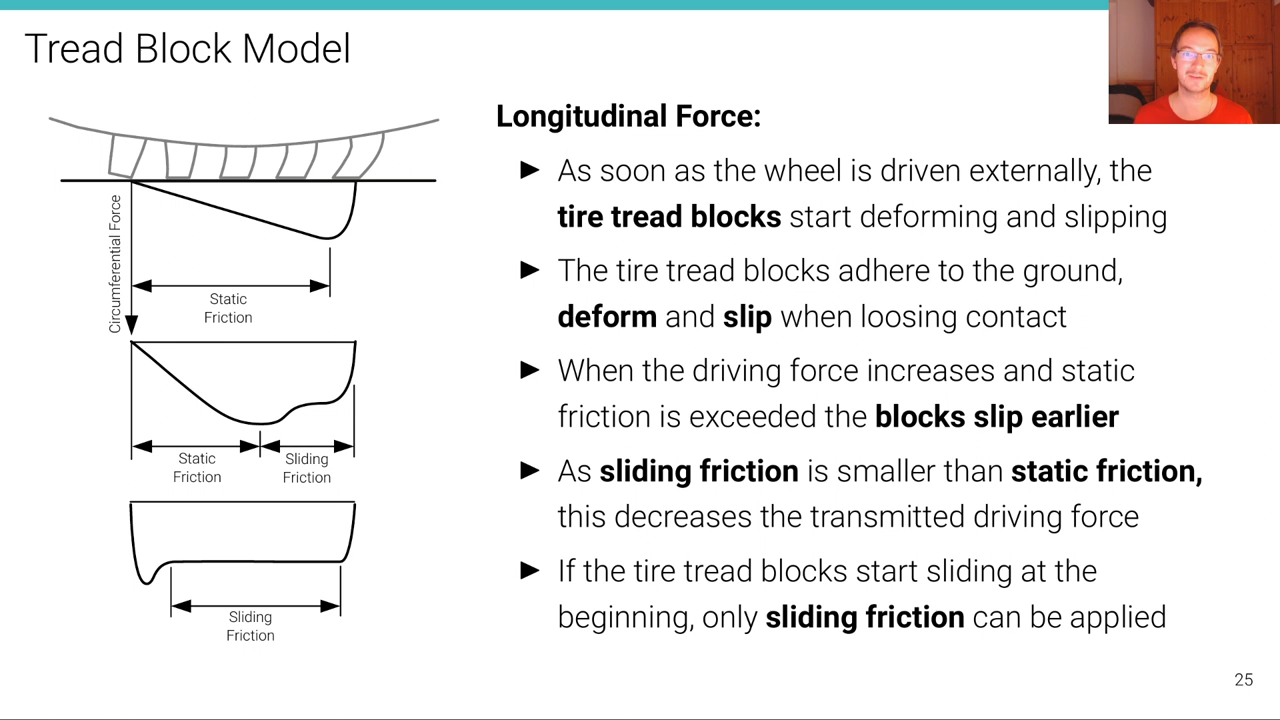 Tread Block Model
Longitudinal Force:
► As soon as the wheel is driven externally, the
tire tread blocks start deforming and slipping
► The tire tread blocks adhere to the ground,
deform and slip when loosing contact
► When the driving force increases and static
friction is exceeded the blocks slip earlier
► As sliding friction is smaller than static friction,
this decreases the transmitted driving force
► If the tire tread blocks start sliding at the
beginning, only sliding friction can be applied
Circumferential Force
Static
Friction
Static
Friction
Sliding
Friction
Sliding
Friction
25